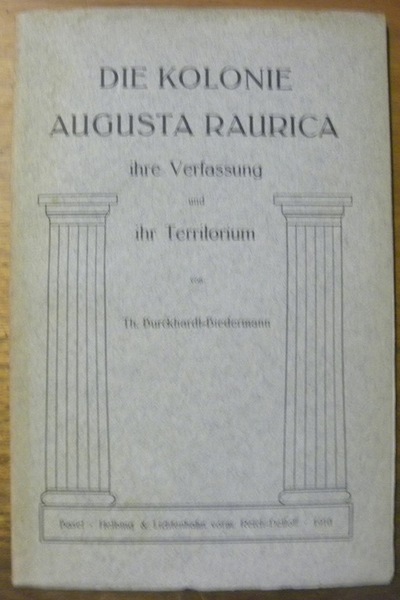 DIE KOLONIE
AUGUSTA RAURICA
ihre Verfassung
und
ihr Territorium
von
Th. Burckhardt-Biedermann
Basel - Helbing & Lichtenhahn vorm. Reich-Detloff - 1910